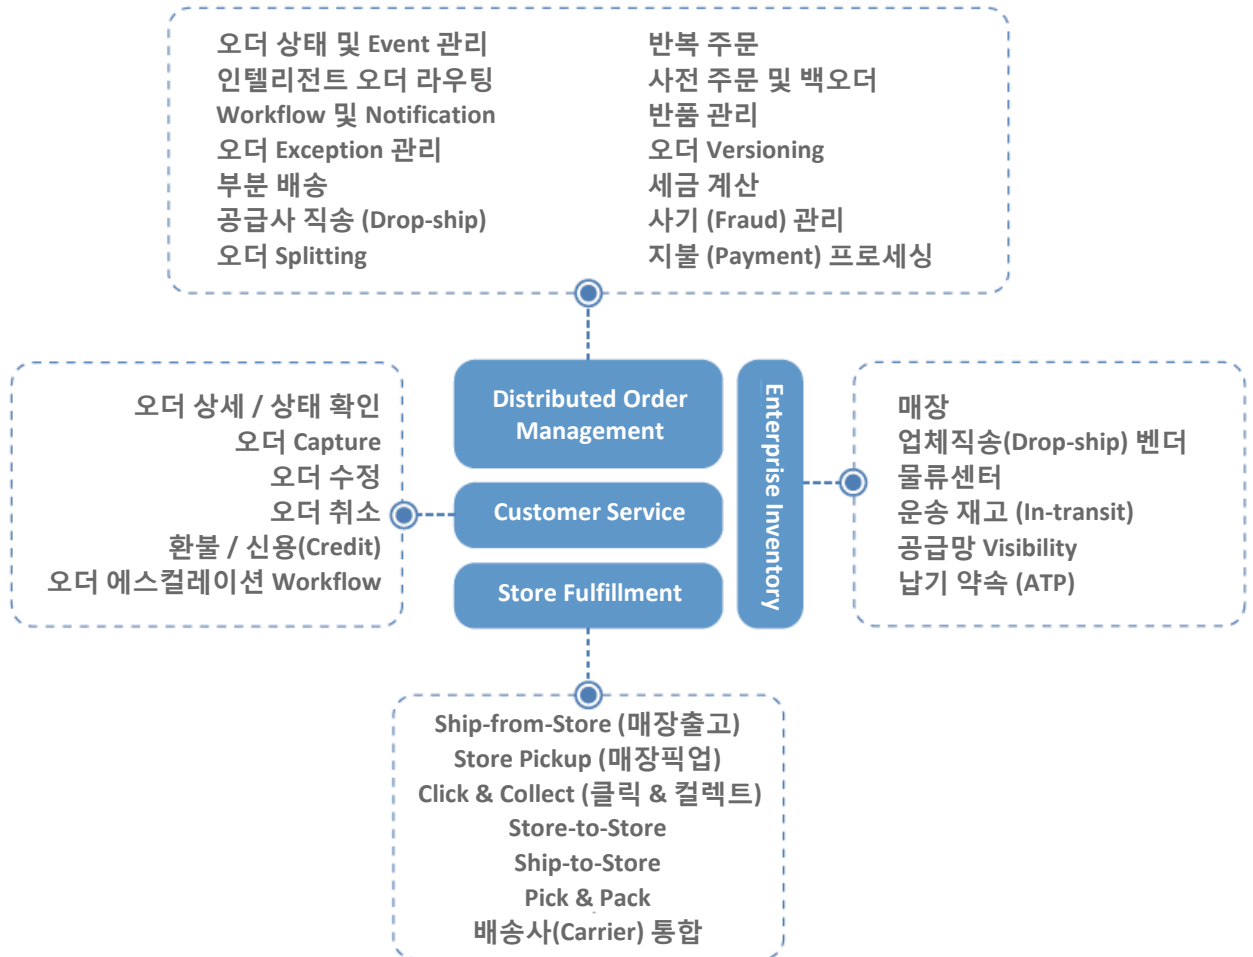 오더 상태 및 Event 관리
인텔리전트 오더 라우팅
Workflow 및 Notification
오더 Exception 관리
부분 배송
공급사 직송 (Drop-ship)
오더 Splitting
반복 주문
사전 주문 및 백오더
반품 관리
오더 Versioning
세금 계산
사기 (Fraud) 관리
지불 (Payment) 프로세싱
오더 상세 / 상태 확인
오더 Capture
오더 수정
오더 취소
환불 / 신용(Credit)
오더 에스컬레이션 Workflow
Distributed Order
Management
Customer Service
Store Fulfillment
Enterprise Inventory
매장
업체직송(Drop-ship) 벤더
물류센터
운송 재고 (In-transit)
공급망 Visibility
납기 약속 (ATP)
Ship-from-Store (매장출고)
Store Pickup (매장픽업)
Click & Collect (클릭 & 컬렉트)
Store-to-Store
Ship-to-Store
Pick & Pack
배송사(Carrier) 통합